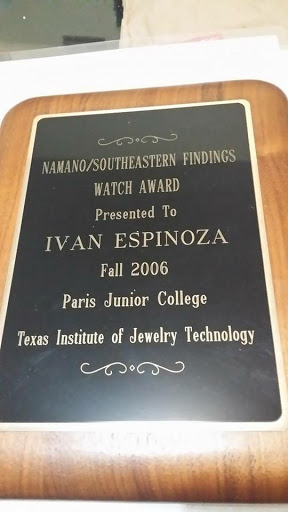 NAMANO/SOUTHEASTERN FINDINGS
WATCH AWARD
Presented To
IVAN ESPINOZA
Fall 2006
Paris Junior College
Texas Institute of Jewelry Technology